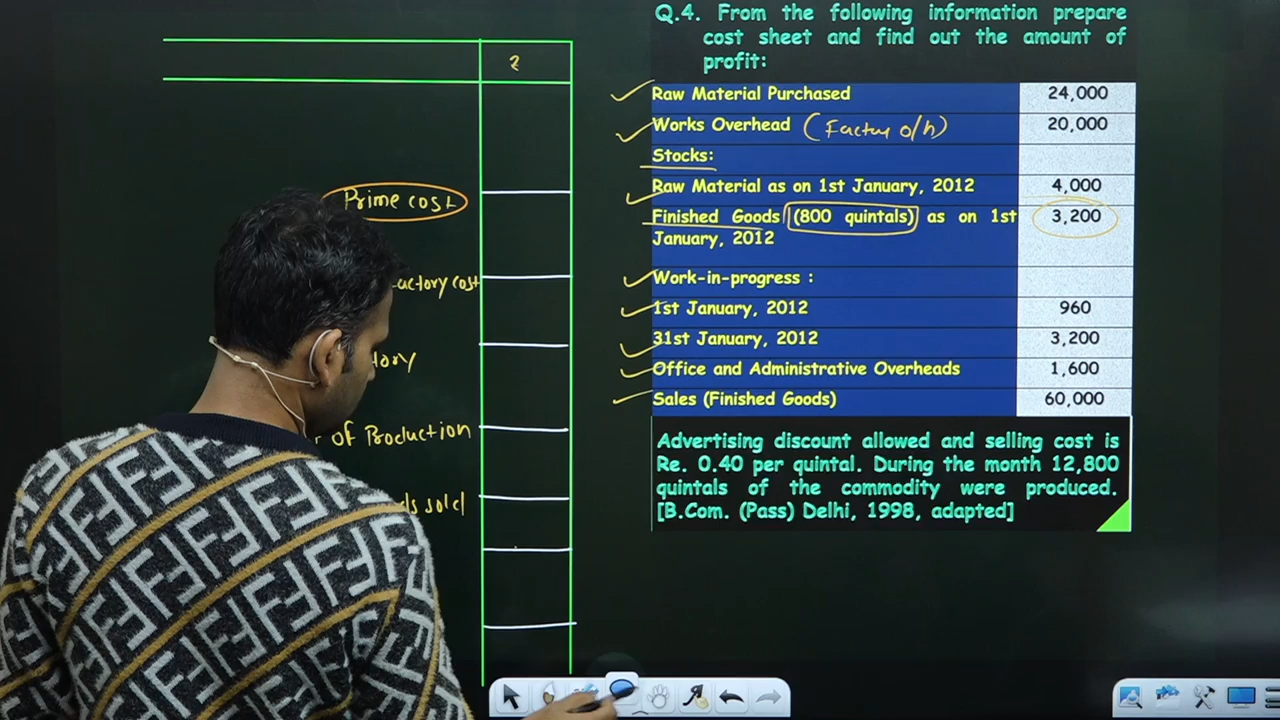 Q.4. From the following information prepare
cost sheet and find out the amount of
profit:
Raw Material Purchased 24,000
Works Overhead (Factory o/h) 20,000
Stocks:
Raw Material as on 1st January, 2012 4,000
Finished Goods (800 quintals) as on 1st 3,200
January, 2012
Work-in-progress :
1st January, 2012 960
31st January, 2012 3,200
Office and Administrative Overheads 1,600
Sales (Finished Goods) 60,000
Advertising discount allowed and selling cost is
Re. 0.40 per quintal. During the month 12,800
quintals of the commodity were produced.
[B.Com. (Pass) Delhi, 1998, adapted]
Prime cost
actory cost
of Production
sold